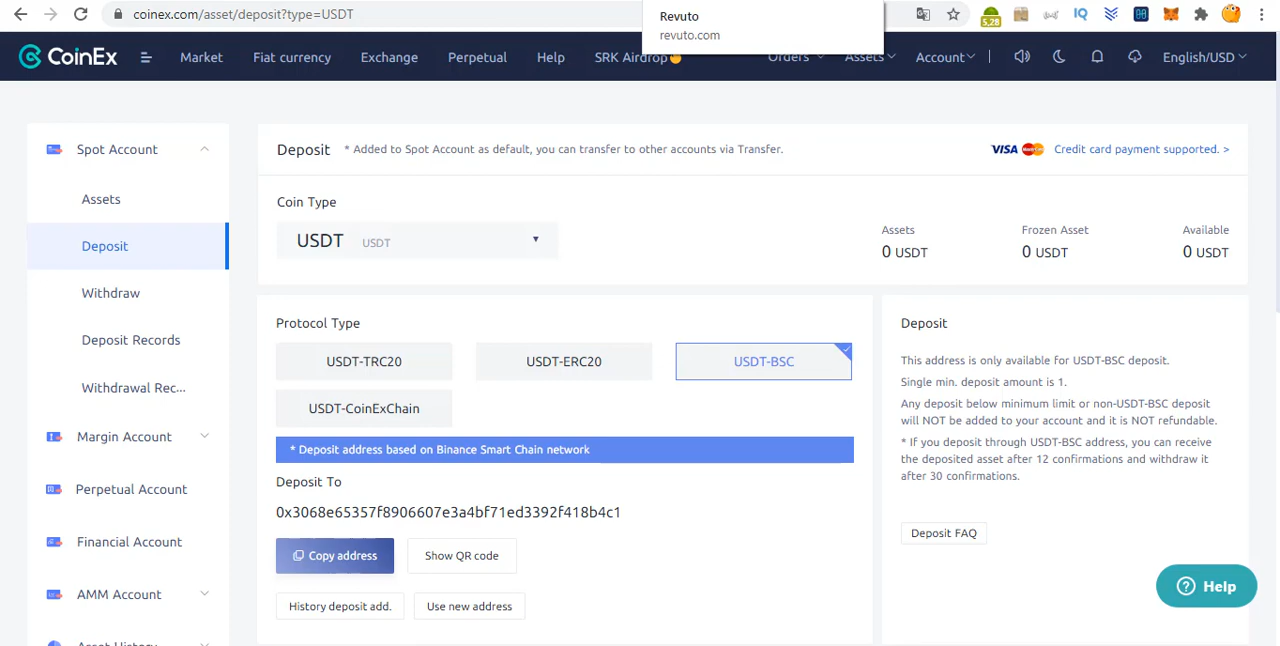 coinex.com/asset/deposit?type=USDT
Revuto
revuto.com
5,28
IQ
CoinEx
Market
Fiat currency
Exchange
Perpetual
Help
SRK Airdrop
Orders
Assets
Account
English/USD
Spot Account
Assets
Deposit
Withdraw
Deposit Records
Withdrawal Rec...
Margin Account
Perpetual Account
Financial Account
AMM Account
Asset History
Deposit * Added to Spot Account as default, you can transfer to other accounts via Transfer.
VISA MasterCard Credit card payment supported. >
Coin Type
USDT USDT
Assets
0 USDT
Frozen Asset
0 USDT
Available
0 USDT
Protocol Type
USDT-TRC20
USDT-ERC20
USDT-BSC
USDT-CoinExChain
* Deposit address based on Binance Smart Chain network
Deposit To
0x3068e65357f8906607e3a4bf71ed3392f418b4c1
Copy address
Show QR code
History deposit add.
Use new address
Deposit
This address is only available for USDT-BSC deposit.
Single min. deposit amount is 1.
Any deposit below minimum limit or non-USDT-BSC deposit
will NOT be added to your account and it is NOT refundable.
* If you deposit through USDT-BSC address, you can receive
the deposited asset after 12 confirmations and withdraw it
after 30 confirmations.
Deposit FAQ
Help